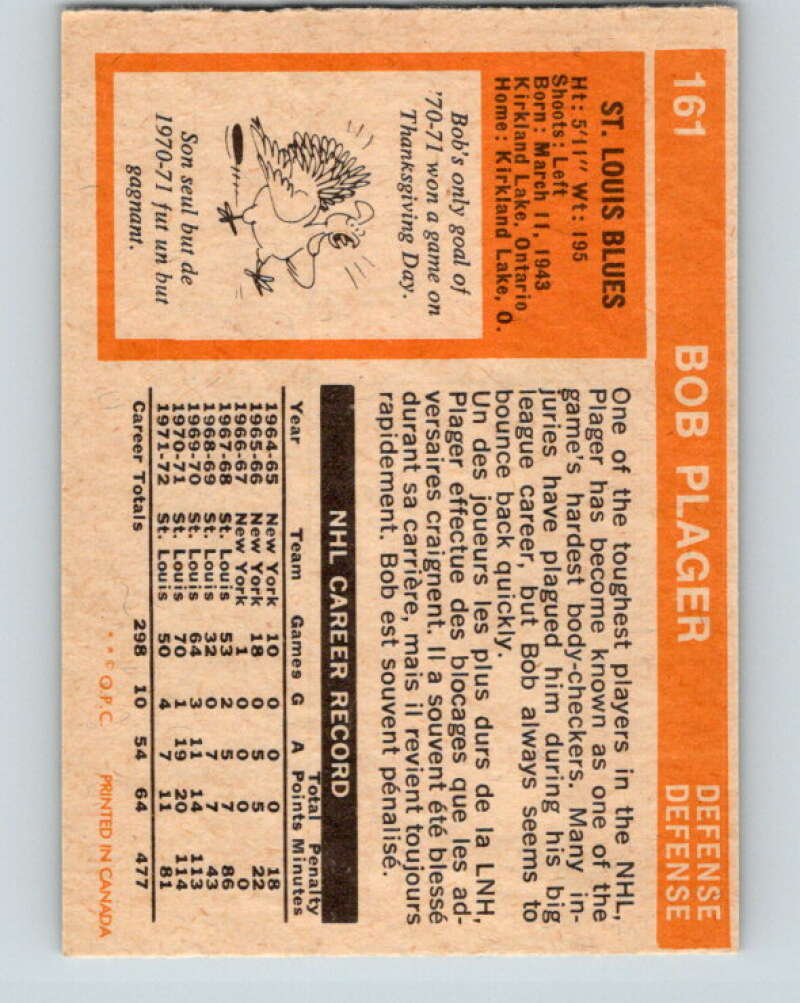 161 BOB PLAGER DEFENSE
DEFENSE
ST. LOUIS BLUES
Ht: 5'11" Wt: 195
Shoots: Left
Born: March 11, 1943
Kirkland Lake, Ontario
Home: Kirkland Lake, O.
Bob's only goal of
'70-71 won a game on
Thanksgiving Day.
Son seul but de
1970-71 fut un but
gagnant.
One of the toughest players in the NHL,
Plager has become known as one of the
game's hardest body-checkers. Many in-
juries have plagued him during his big
league career, but Bob always seems to
bounce back quickly.
Un des joueurs les plus durs de la LNH,
Plager effectue des blocages que les ad-
versaires craignent. Il a souvent été blessé
durant sa carrière, mais il revient toujours
rapidement. Bob est souvent pénalisé.
NHL CAREER RECORD
Total Penalty
Year Team Games G A Points Minutes
1964-65 New York 10 0 0 0 18
1965-66 New York 18 0 5 5 22
1966-67 New York 1 0 0 0 0
1967-68 St. Louis 53 2 5 7 86
1968-69 St. Louis 32 0 7 7 43
1969-70 St. Louis 64 3 11 14 113
1970-71 St. Louis 70 1 19 20 114
1971-72 St. Louis 50 4 7 11 81
Career Totals 298 10 54 64 477
* * © O.P.C. PRINTED IN CANADA